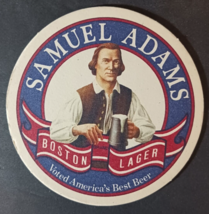 SAMUEL ADAMS
BOSTON LAGER
Voted America's Best Beer